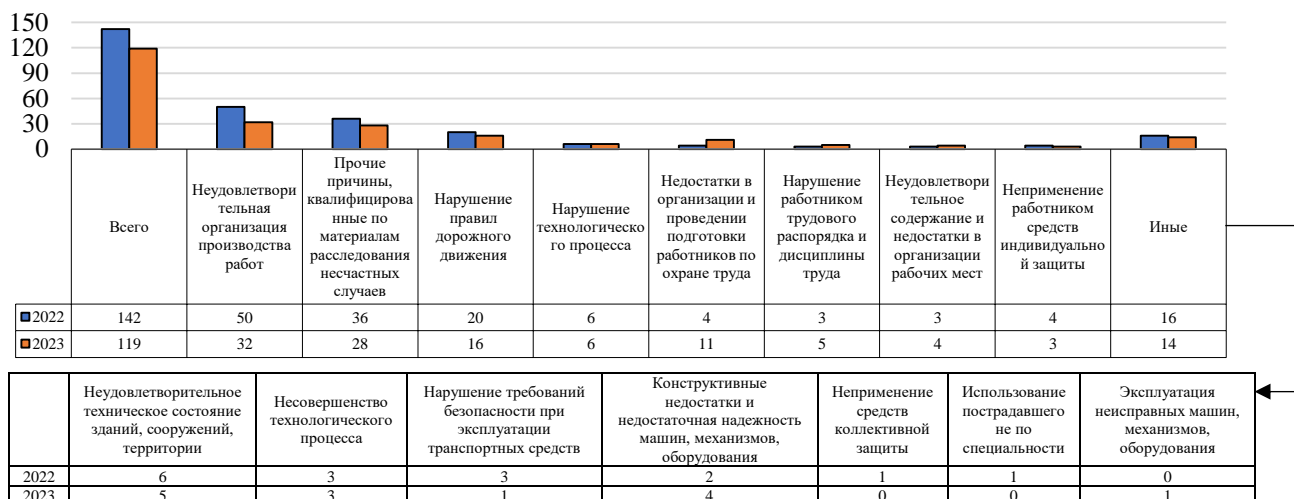 150
120
90
60
30
0
Всего
Неудовлетвори
тельная
организация
производства
работ
Прочие
причины,
квалифицирова
нные по
материалам
расследования
несчастных
случаев
Нарушение
правил
дорожного
движения
Нарушение
технологическо
го процесса
Недостатки в
организации и
проведении
подготовки
работников по
охране труда
Нарушение
работником
трудового
распорядка и
дисциплины
труда
Неудовлетвори
тельное
содержание и
недостатки в
организации
рабочих мест
Неприменение
работником
средств
индивидуально
й защиты
Иные
2022 142 50 36 20 6 4 3 3 4 16
2023 119 32 28 16 6 11 5 4 3 14
Неудовлетворительное
техническое состояние
зданий, сооружений,
территории
Несовершенство
технологического
процесса
Нарушение требований
безопасности при
эксплуатации
транспортных средств
Конструктивные
недостатки и
недостаточная надежность
машин, механизмов,
оборудования
Неприменение
средств
коллективной
защиты
Использование
пострадавшего
не по
специальности
Эксплуатация
неисправных машин,
механизмов,
оборудования
2022 6 3 3 2 1 1 0
2023 5 3 1 4 0 0 1